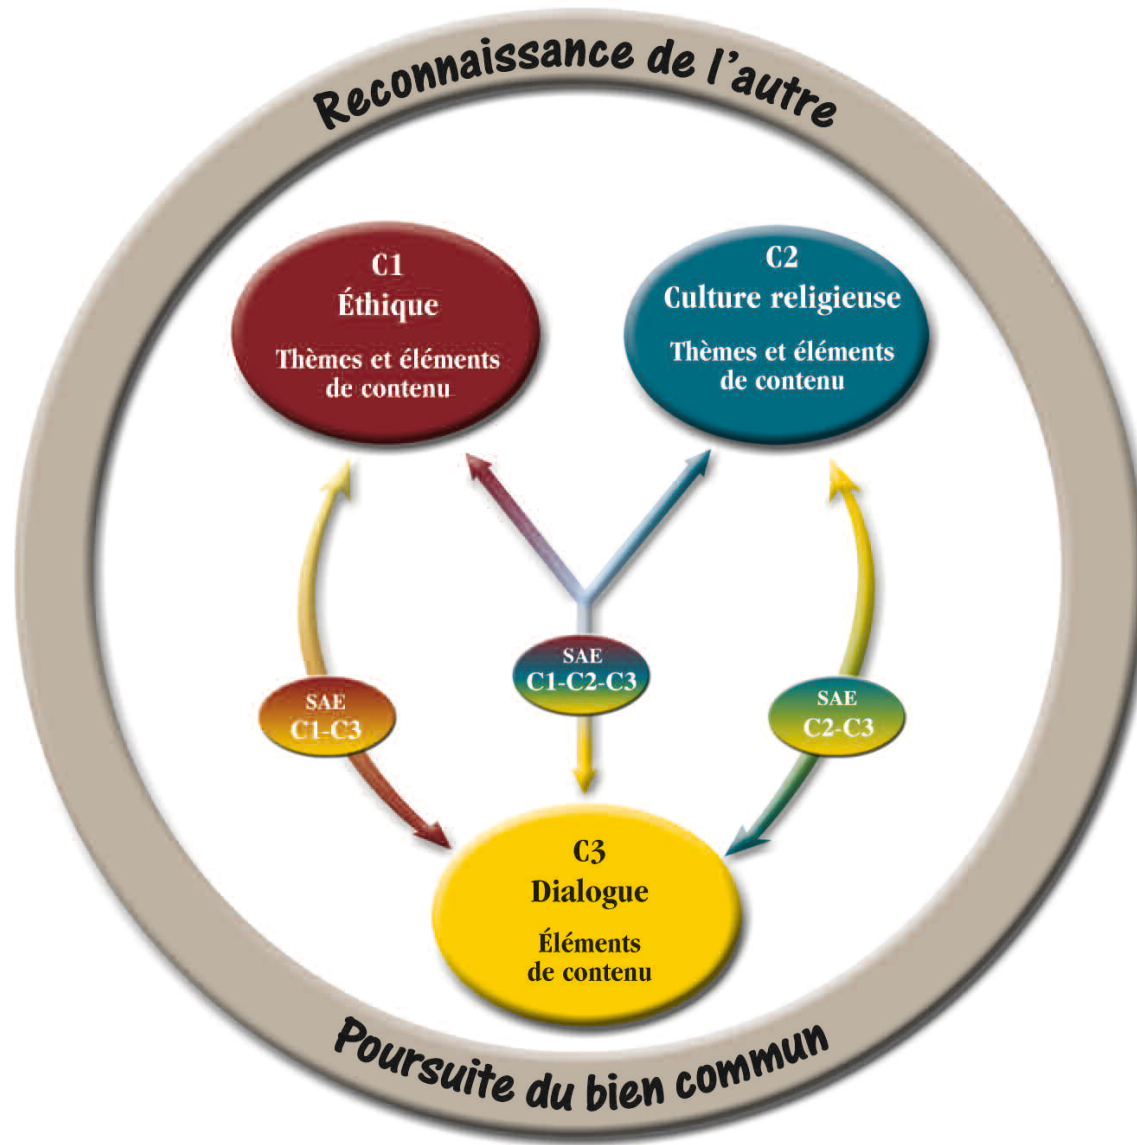 Reconnaissance de l'autre
C1
Éthique
Thèmes et éléments
de contenu
C2
Culture religieuse
Thèmes et éléments
de contenu
SAE
C1-C3
SAE
C1-C2-C3
SAE
C2-C3
C3
Dialogue
Éléments
de contenu
Poursuite du bien commun